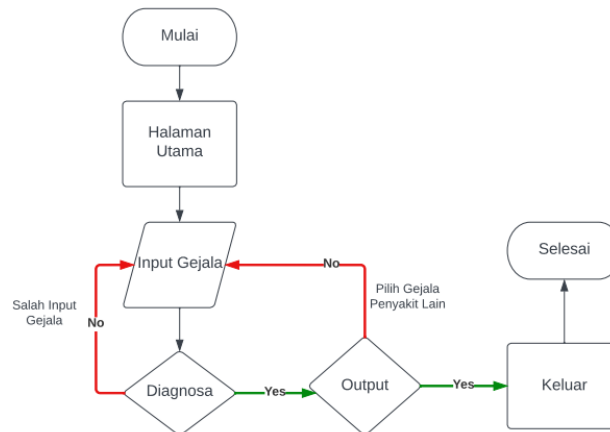 Mulai
Halaman
Utama
Input Gejala
No
Pilih Gejala
Penyakit Lain
Selesai
Salah Input
Gejala
No
Diagnosa
Yes
Output
Yes
Keluar